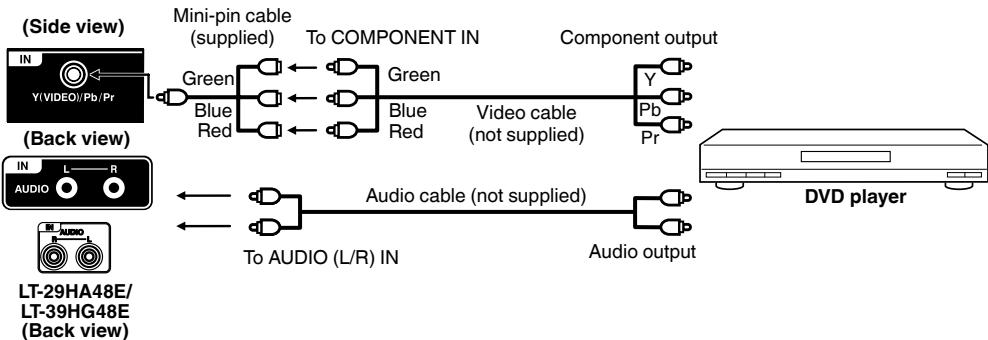 (Side view)
IN
Y(VIDEO)/Pb/Pr
Mini-pin cable
(supplied)
Green
Blue
Red
To COMPONENT IN
Green
Blue
Red
Video cable
(not supplied)
Component output
Y
Pb
Pr
(Back view)
IN
L
R
AUDIO
Audio cable (not supplied)
To AUDIO (L/R) IN
Audio output
DVD player
IN
AUDIO
R
L
LT-29HA48E/
LT-39HG48E
(Back view)